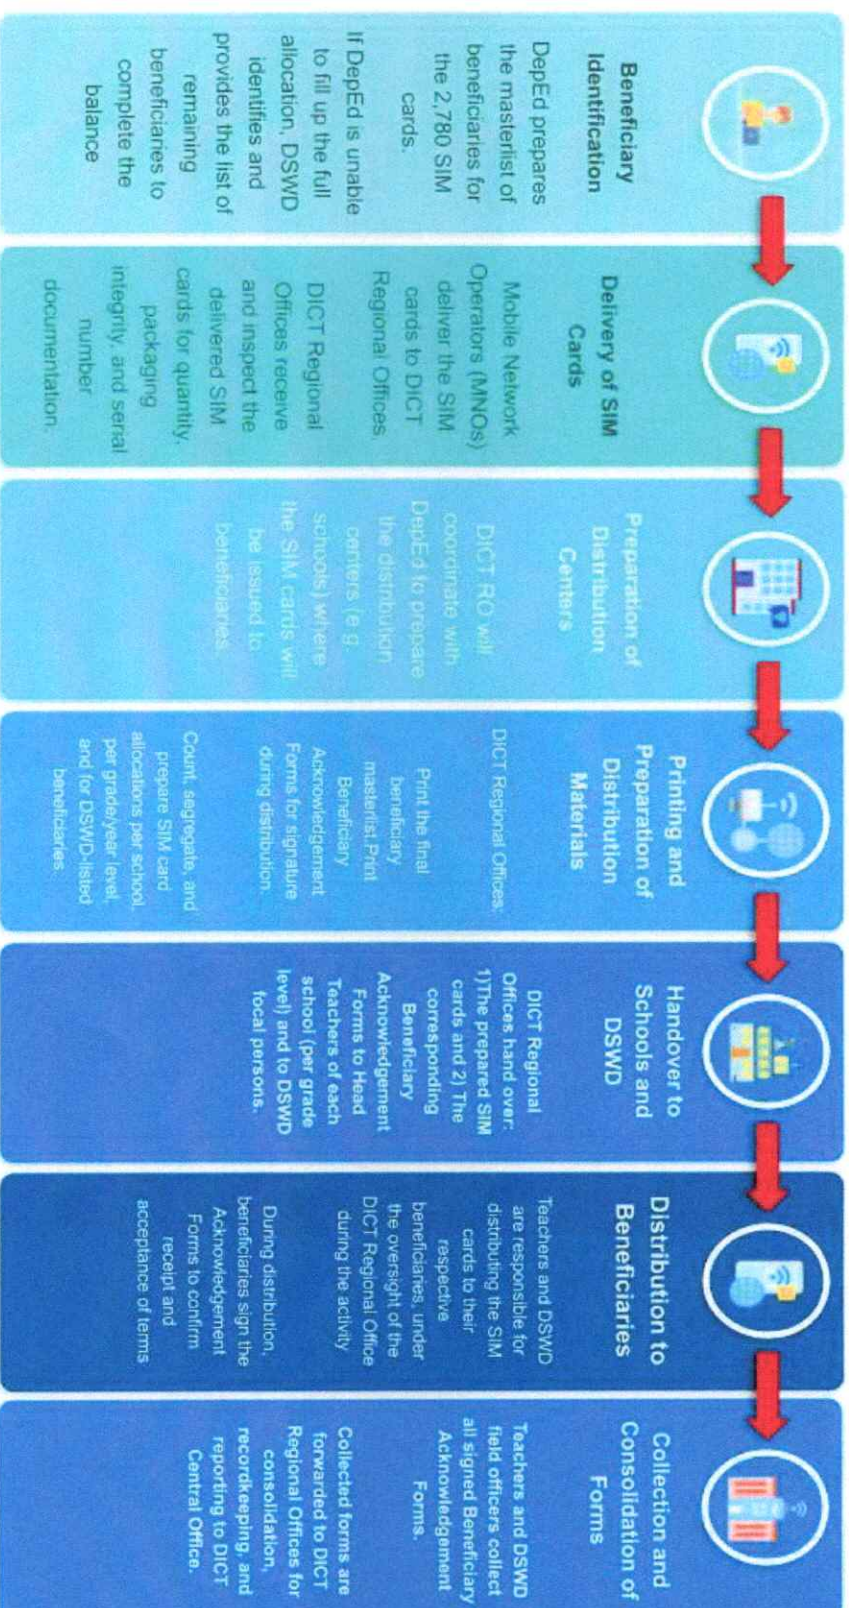 Beneficiary
Identification
DepEd prepares
the masterlist of
beneficiaries for
the 2,780 SIM
cards.
If DepEd is unable
to fill up the full
allocation, DSWD
identifies and
provides the list of
remaining
beneficiaries to
complete the
balance
Delivery of SIM
Cards
Mobile Network
Operators (MNOs)
deliver the SIM
cards to DICT
Regional Offices
DICT Regional
Offices receive
and inspect the
delivered SIM
cards for quantity,
packaging
integrity, and serial
number
documentation.
Preparation of
Distribution
Centers
DICT RO will
coordinate with
DepEd to prepare
the distribution
centers (e.g.
schools) where
the SIM cards will
be issued to
beneficiaries.
Printing and
Preparation of
Distribution
Materials
DICT Regional Offices:
Print the final
beneficiary
masterlist.Print
Beneficiary
Acknowledgement
Forms for signature
during distribution.
Count, segregate, and
prepare SIM card
allocations per school,
per grade/year level,
and for DSWD-listed
beneficiaries.
Handover to
Schools and
DSWD
DICT Regional
Offices hand over:
1)The prepared SIM
cards and 2) The
corresponding
Beneficiary
Acknowledgement
Forms to Head
Teachers of each
school (per grade
level) and to DSWD
focal persons.
Distribution to
Beneficiaries
Teachers and DSWD
are responsible for
distributing the SIM
cards to their
respective
beneficiaries, under
the oversight of the
DICT Regional Office
during the activity
During distribution,
beneficiaries sign the
Acknowledgement
Forms to confirm
receipt and
acceptance of terms
Collection and
Consolidation of
Forms
Teachers and DSWD
field officers collect
all signed Beneficiary
Acknowledgement
Forms.
Collected forms are
forwarded to DICT
Regional Offices for
consolidation,
recordkeeping, and
reporting to DICT
Central Office.